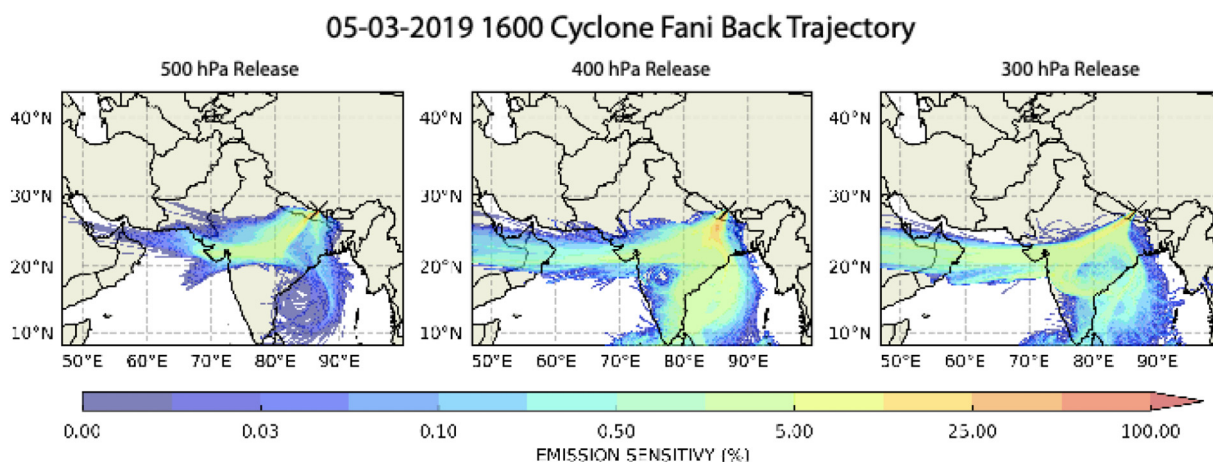 05-03-2019 1600 Cyclone Fani Back Trajectory
500 hPa Release
400 hPa Release
300 hPa Release
40°N
30°N
20°N
10°N
50°E 60°E 70°E 80°E 90°E
40°N
30°N
20°N
10°N
50°E 60°E 70°E 80°E 90°E
40°N
30°N
20°N
10°N
50°E 60°E 70°E 80°E 90°E
0.00 0.03 0.10 0.50 5.00 25.00 100.00
EMISSION SENSITIVY (%)